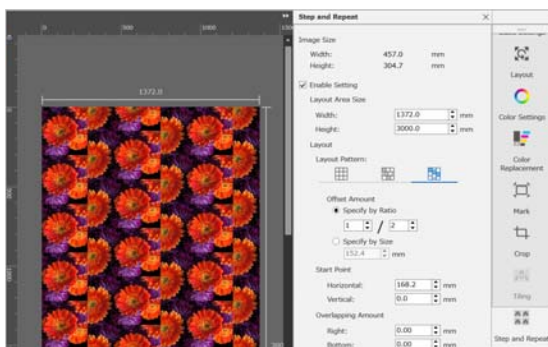 Step and Repeat
Image Size
Width: 457.0 mm
Height: 304.7 mm
Enable Setting
Layout Area Size
Width: 1372.0 mm
Height: 3000.0 mm
Layout
Layout Pattern:
Offset Amount
Specify by Ratio
1 / 2
Specify by Size
152.4 mm
Start Point
Horizontal: 168.2 mm
Vertical: 0.0 mm
Overlapping Amount
Right: 0.00 mm
Bottom: 0.00 mm
0
500
1000
1372.0
Layout
Color Settings
Color
Replacement
Mark
Crop
Tiling
Step and Repeat